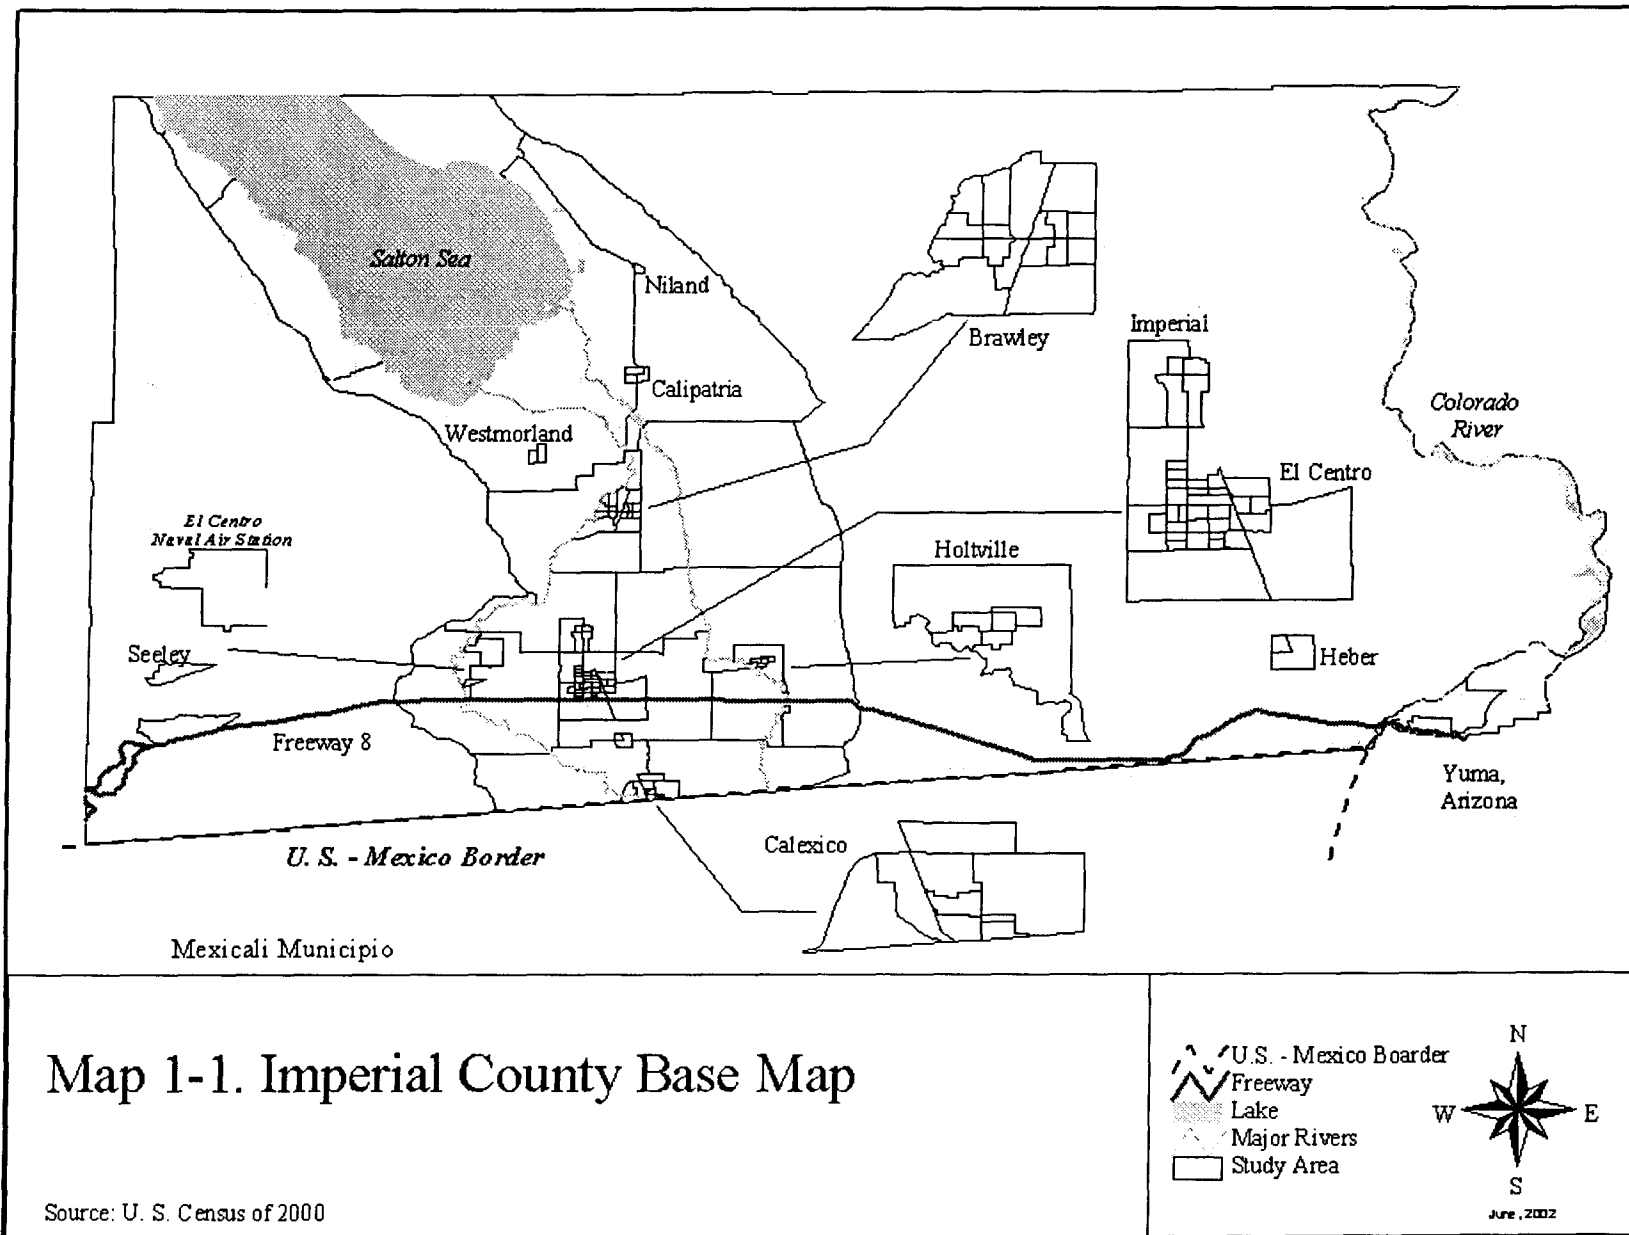 Salton Sea
Niland
Brawley
Imperial
Calipatria
Colorado
River
Westmorland
El Centro
El Centro
Naval Air Station
Holtville
Seeley
Heber
Freeway 8
Yuma,
Arizona
U. S. - Mexico Border
Calexico
Mexicali Municipio
Map 1-1. Imperial County Base Map
Source: U. S. Census of 2000
U.S. - Mexico Boarder
Freeway
Lake
Major Rivers
Study Area
N
W
E
S
June, 2002